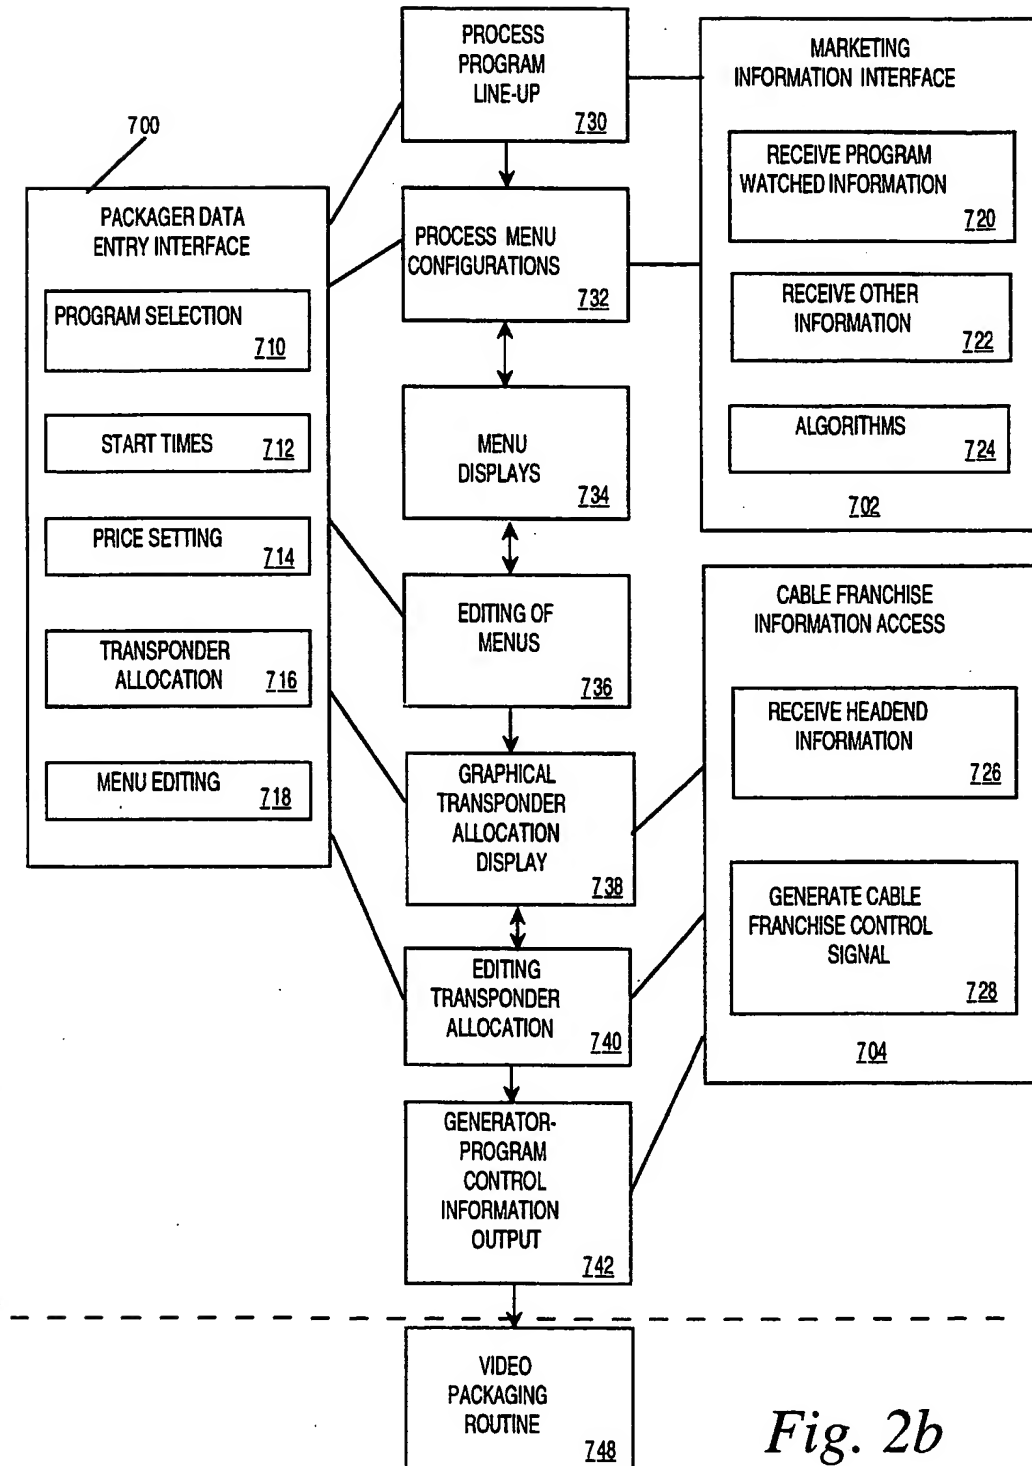 700
PACKAGER DATA
ENTRY INTERFACE
PROGRAM SELECTION
710
START TIMES
712
PRICE SETTING
714
TRANSPONDER
ALLOCATION
716
MENU EDITING
718
PROCESS
PROGRAM
LINE-UP
730
PROCESS MENU
CONFIGURATIONS
732
MENU
DISPLAYS
734
EDITING OF
MENUS
736
GRAPHICAL
TRANSPONDER
ALLOCATION
DISPLAY
738
EDITING
TRANSPONDER
ALLOCATION
740
GENERATOR-
PROGRAM
CONTROL
INFORMATION
OUTPUT
742
VIDEO
PACKAGING
ROUTINE
748
MARKETING
INFORMATION INTERFACE
RECEIVE PROGRAM
WATCHED INFORMATION
720
RECEIVE OTHER
INFORMATION
722
ALGORITHMS
724
702
CABLE FRANCHISE
INFORMATION ACCESS
RECEIVE HEADEND
INFORMATION
726
GENERATE CABLE
FRANCHISE CONTROL
SIGNAL
728
704
Fig. 2b